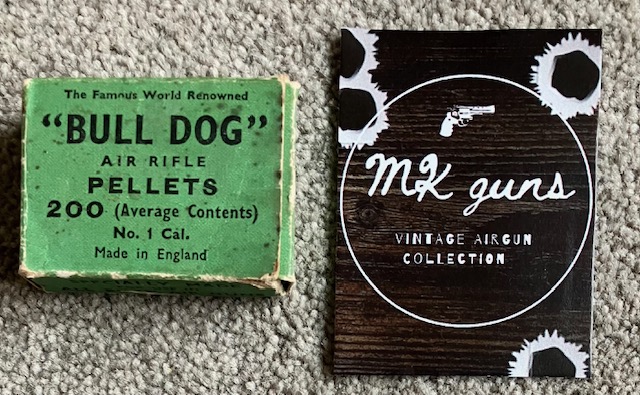 The Famous World Renowned
"BULL DOG"
AIR RIFLE
PELLETS
200 (Average Contents)
No. 1 Cal.
Made in England
MK guns
VINTAGE AIRGUN
COLLECTION